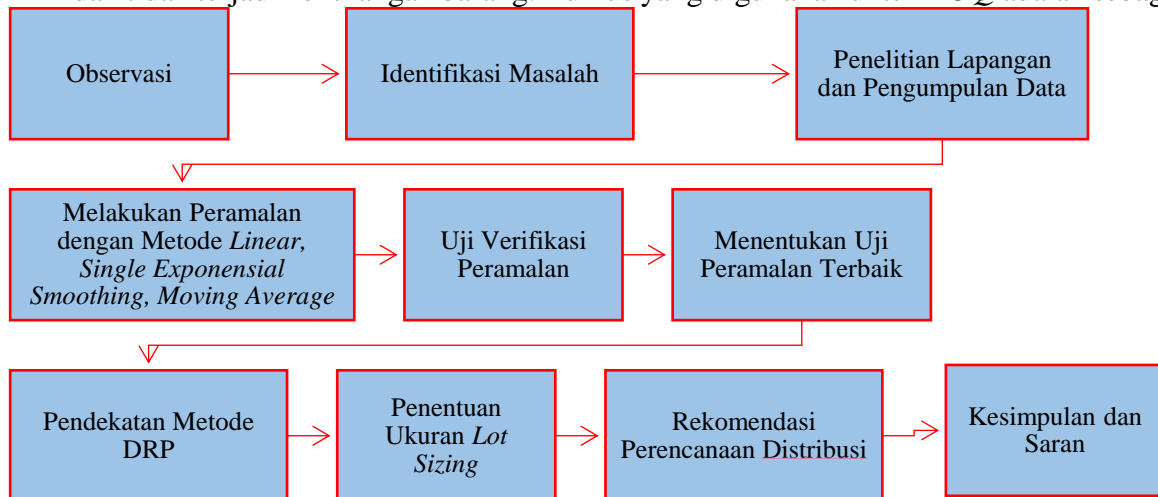 Observasi
Identifikasi Masalah
Penelitian Lapangan
dan Pengumpulan Data
Melakukan Peramalan
dengan Metode Linear,
Single Exponensial
Smoothing, Moving Average
Uji Verifikasi
Peramalan
Menentukan Uji
Peramalan Terbaik
Pendekatan Metode
DRP
Penentuan
Ukuran Lot
Sizing
Rekomendasi
Perencanaan Distribusi
Kesimpulan dan
Saran